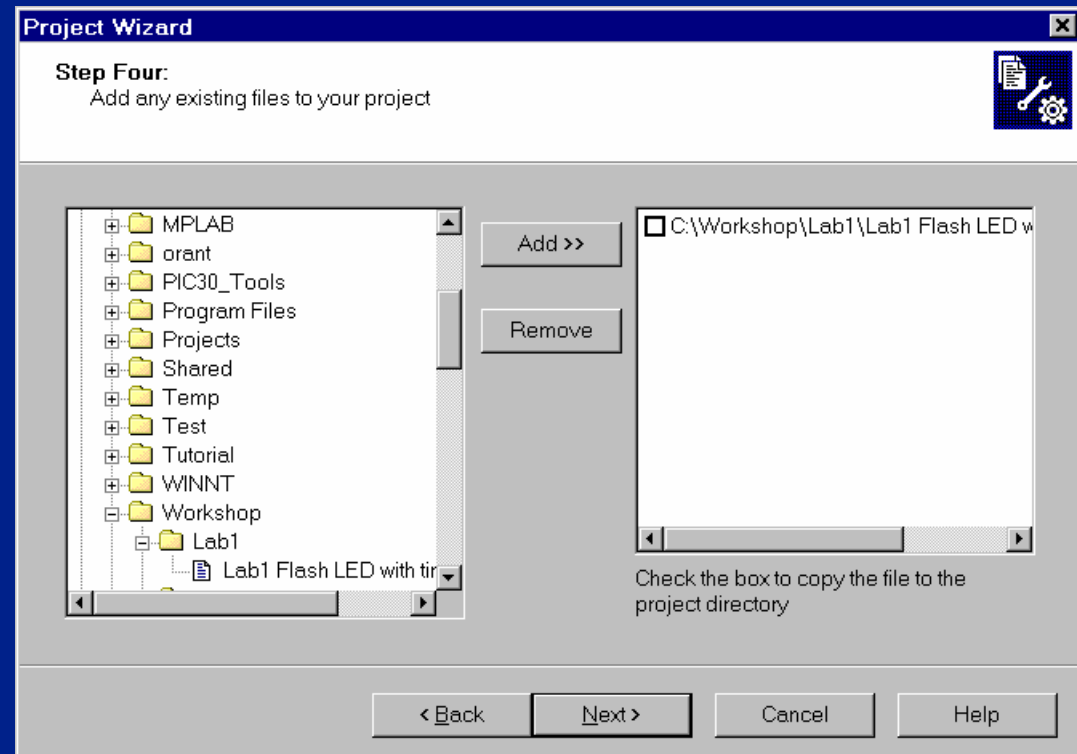 Project Wizard
Step Four:
Add any existing files to your project
MPLAB
orant
PIC30_Tools
Program Files
Projects
Shared
Temp
Test
Tutorial
WINNT
Workshop
Lab1
Lab1 Flash LED with
Add >>
Remove
C:\Workshop\Lab1\Lab1 Flash LED
Check the box to copy the file to the
project directory
< Back
Next >
Cancel
Help